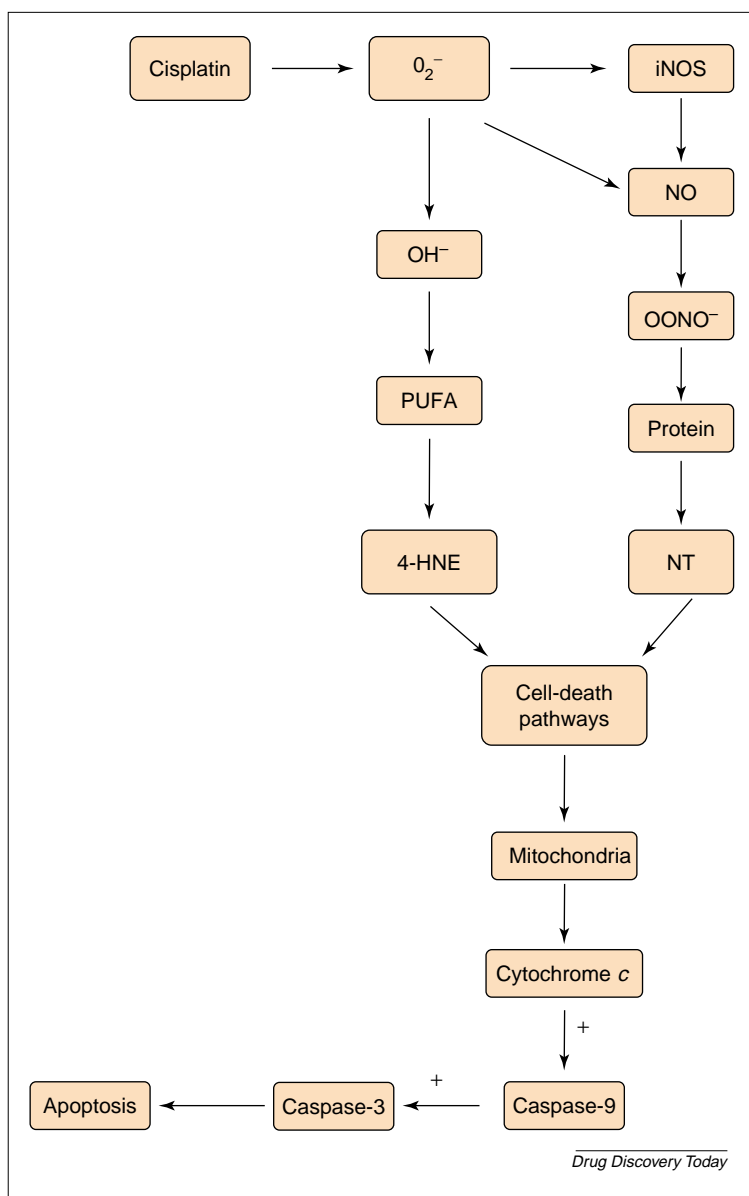 Cisplatin
0₂⁻
iNOS
NO
OH⁻
OONO⁻
PUFA
Protein
4-HNE
NT
Cell-death
pathways
Mitochondria
Cytochrome c
+
+
Apoptosis
Caspase-3
Caspase-9
Drug Discovery Today